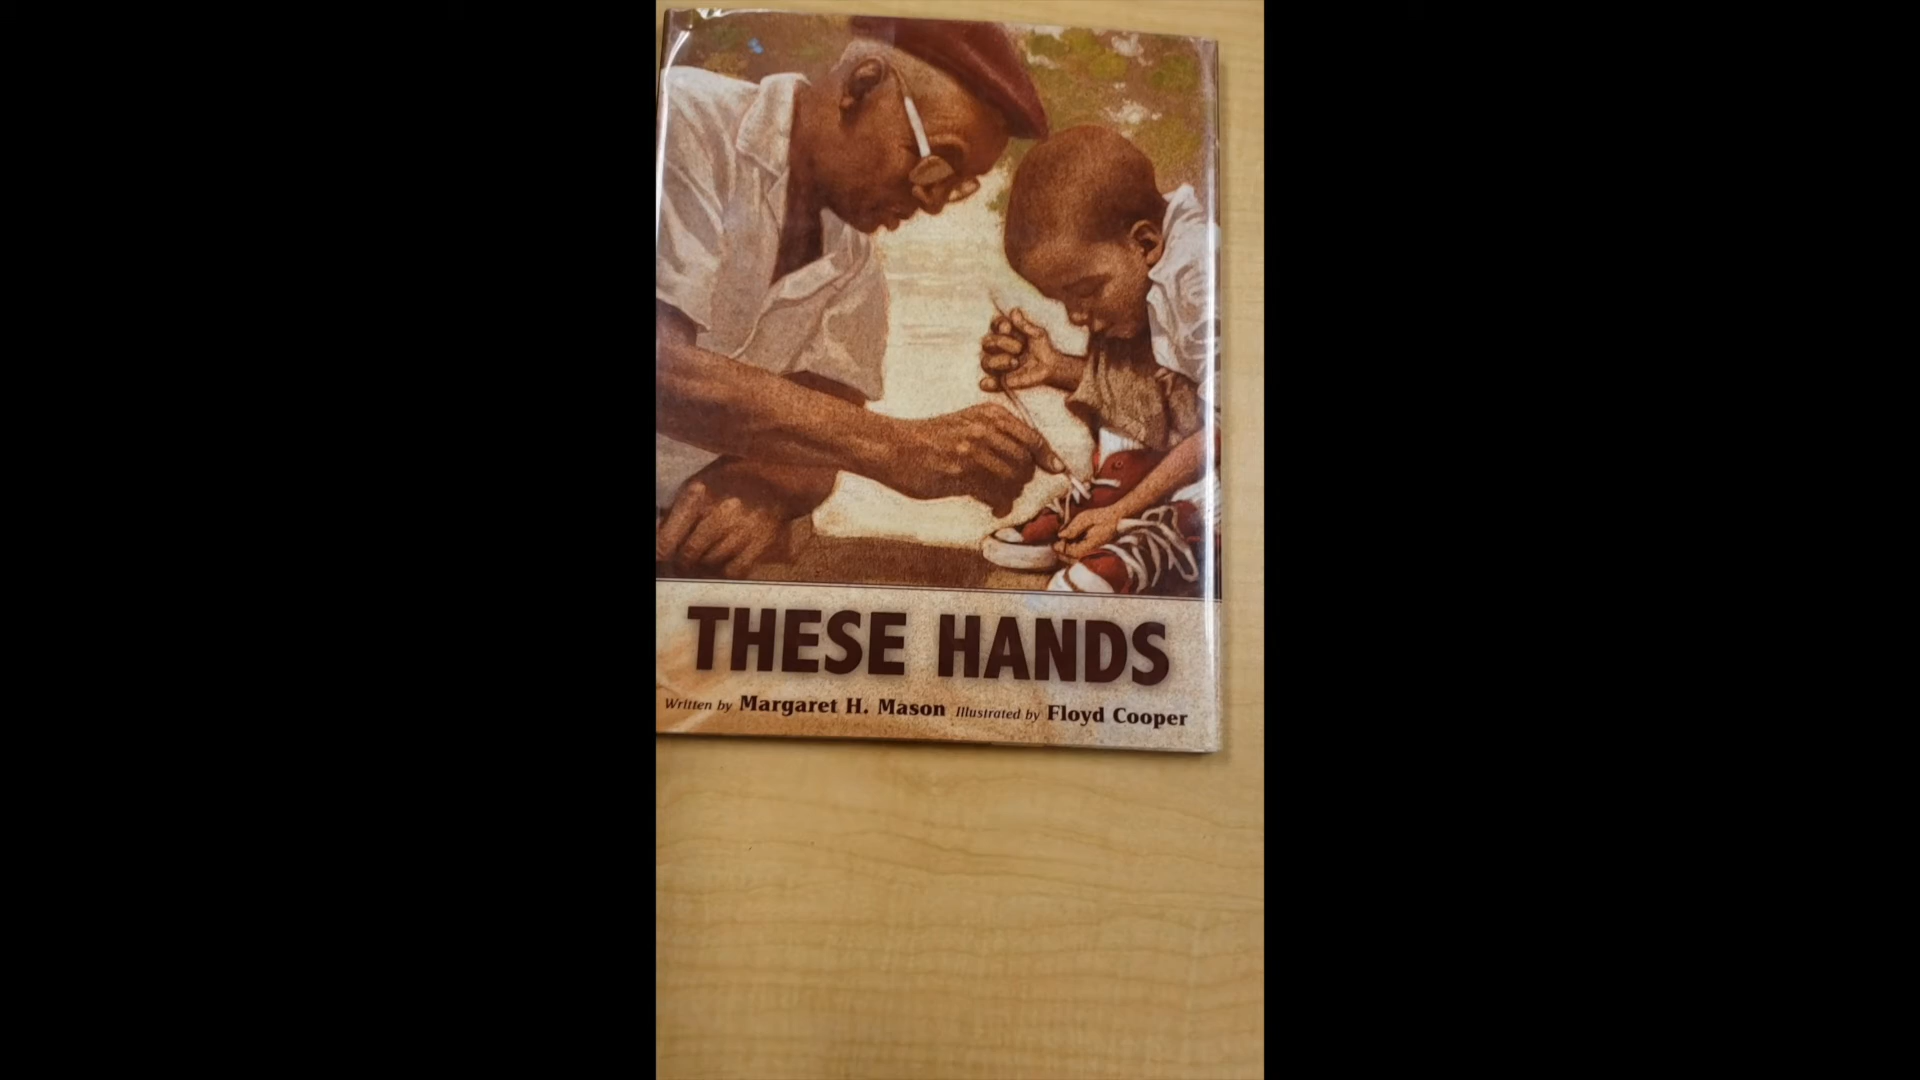 THESE HANDS
Written by Margaret H. Mason Illustrated by Floyd Cooper